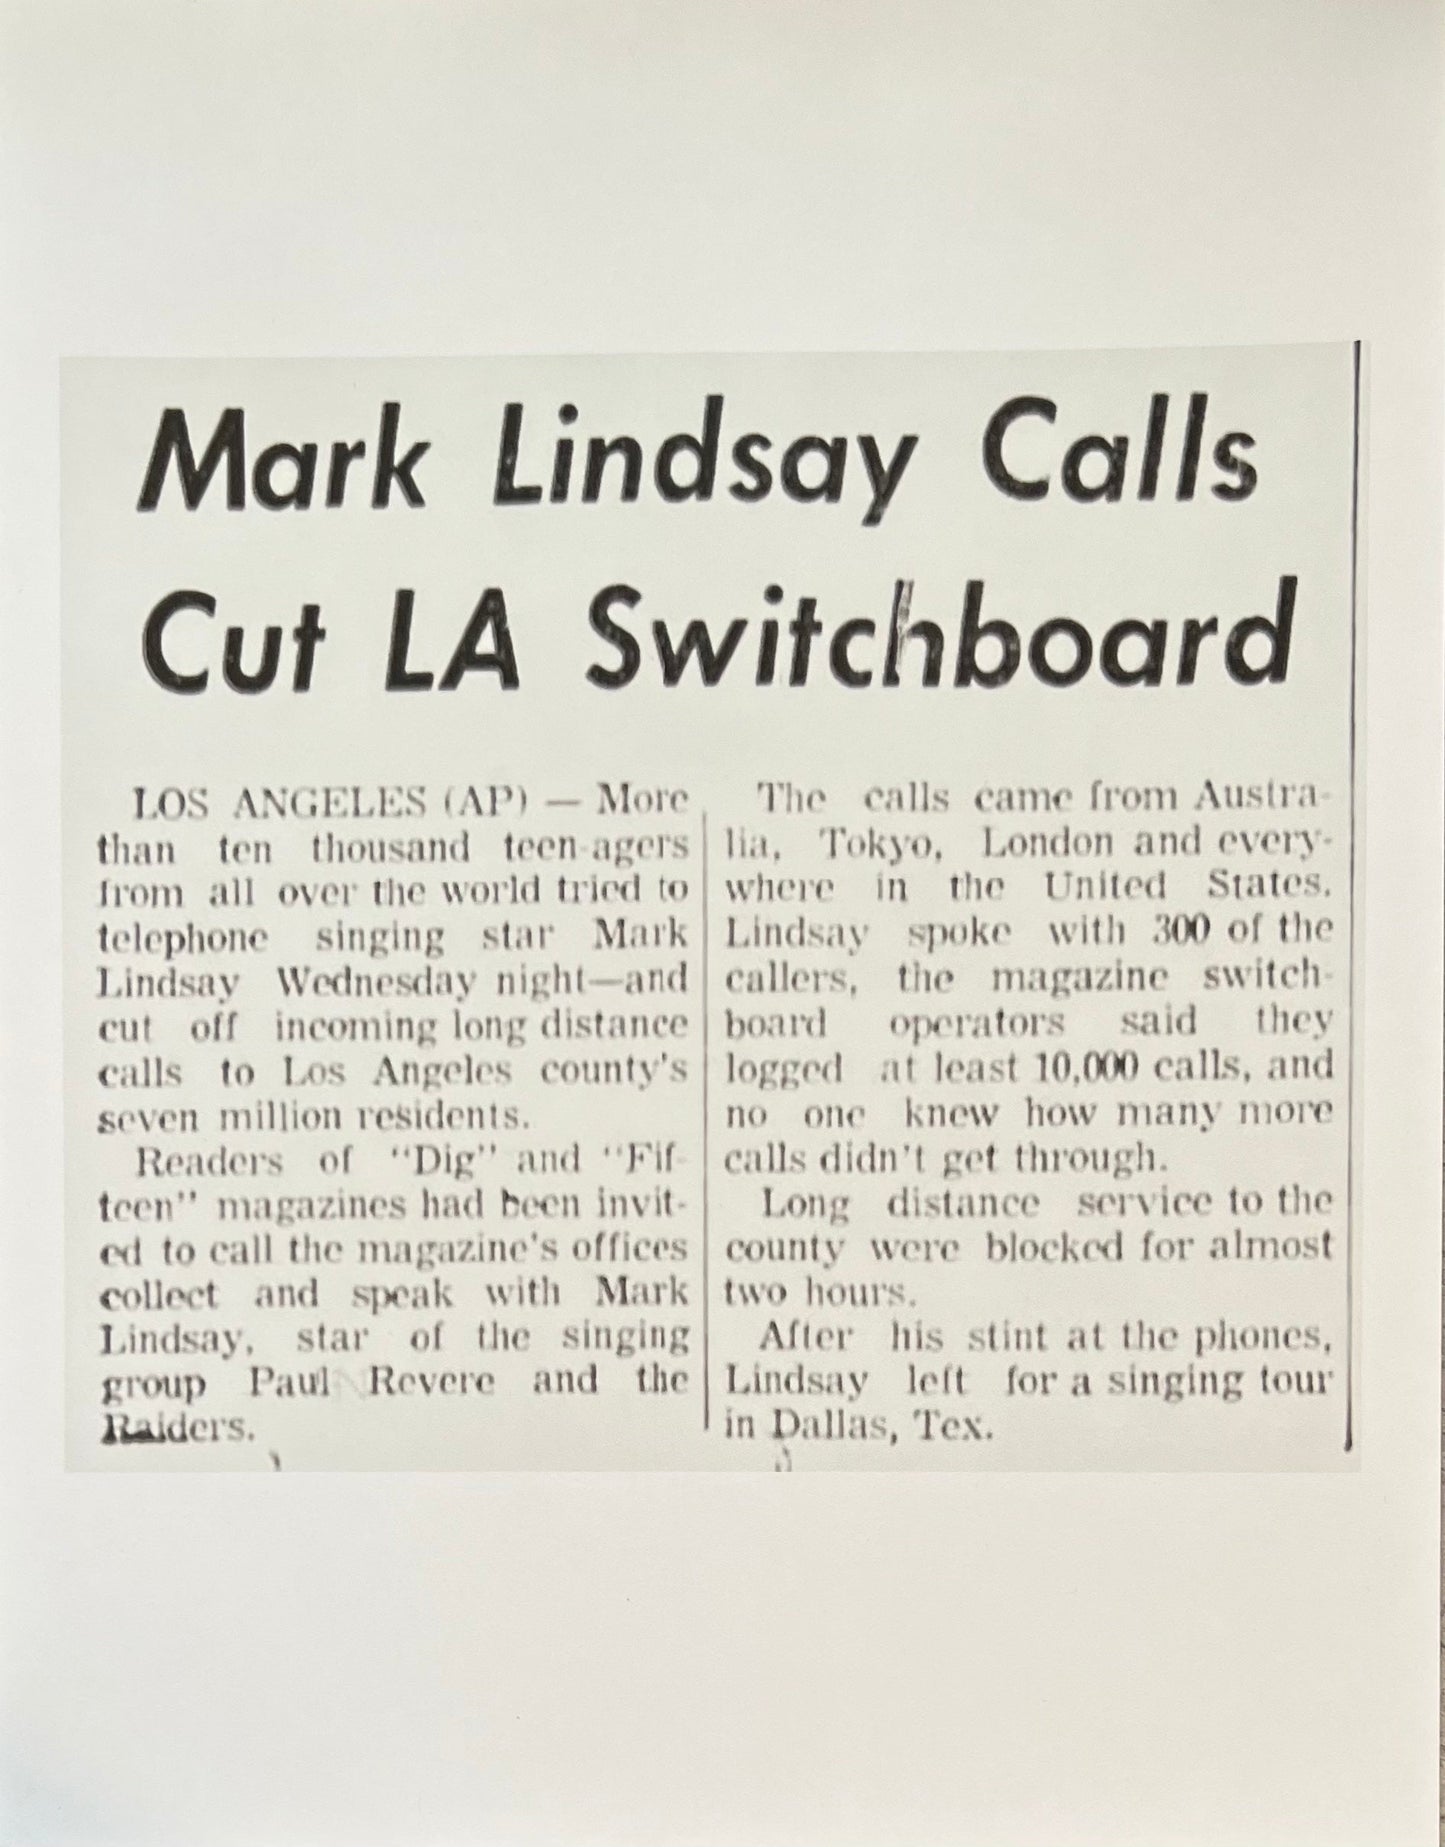 Mark Lindsay Calls
Cut LA Switchboard
LOS ANGELES (AP) — More
than ten thousand teen-agers
from all over the world tried to
telephone singing star Mark
Lindsay Wednesday night—and
cut off incoming long distance
calls to Los Angeles county's
seven million residents.
Readers of "Dig" and "Fif-
teen" magazines had been invit-
ed to call the magazine's offices
collect and speak with Mark
Lindsay, star of the singing
group Paul Revere and the
Raiders.
The calls came from Austra-
lia, Tokyo, London and every-
where in the United States.
Lindsay spoke with 300 of the
callers, the magazine switch-
board operators said they
logged at least 10,000 calls, and
no one knew how many more
calls didn't get through.
Long distance service to the
county were blocked for almost
two hours.
After his stint at the phones,
Lindsay left for a singing tour
in Dallas, Tex.